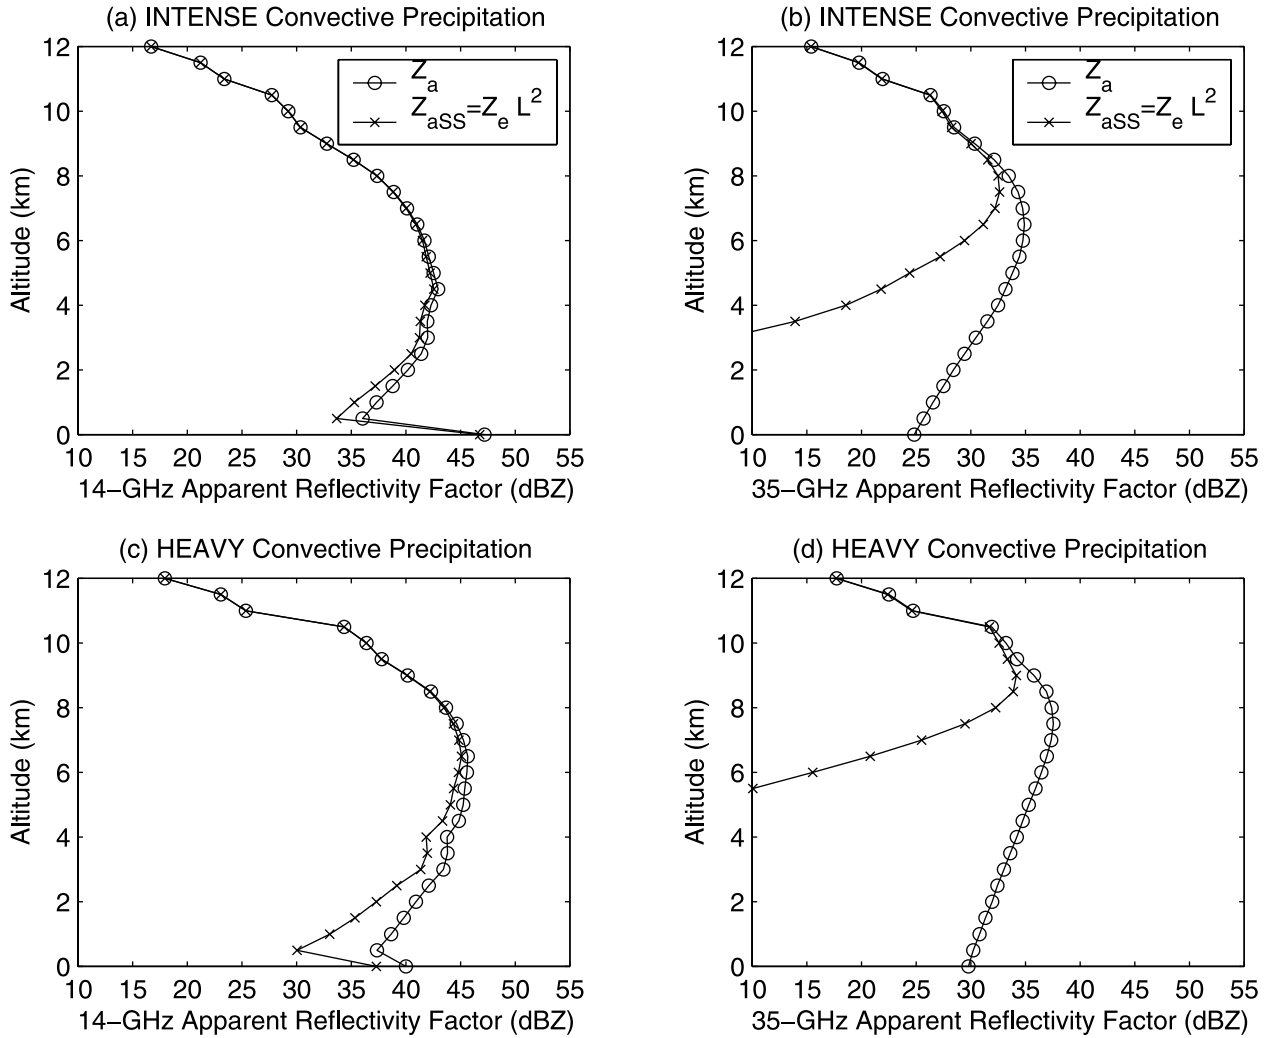 (a) INTENSE Convective Precipitation
12
10
8
6
4
2
0
Altitude (km)
Z_a
Z_aSS=Z_e L^2
10 15 20 25 30 35 40 45 50 55
14−GHz Apparent Reflectivity Factor (dBZ)
(b) INTENSE Convective Precipitation
12
10
8
6
4
2
0
Altitude (km)
Z_a
Z_aSS=Z_e L^2
10 15 20 25 30 35 40 45 50 55
35−GHz Apparent Reflectivity Factor (dBZ)
(c) HEAVY Convective Precipitation
12
10
8
6
4
2
0
Altitude (km)
10 15 20 25 30 35 40 45 50 55
14−GHz Apparent Reflectivity Factor (dBZ)
(d) HEAVY Convective Precipitation
12
10
8
6
4
2
0
Altitude (km)
10 15 20 25 30 35 40 45 50 55
35−GHz Apparent Reflectivity Factor (dBZ)